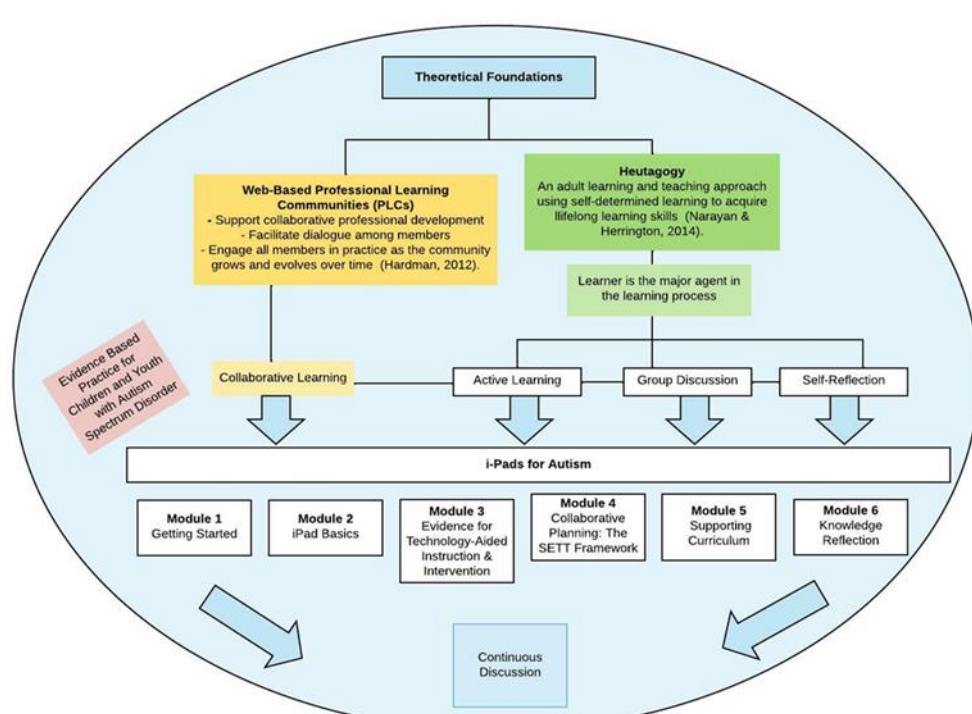 Theoretical Foundations
Web-Based Professional Learning
Commmunities (PLCs)
- Support collaborative professional development
- Facilitate dialogue among members
- Engage all members in practice as the community
grows and evolves over time  (Hardman, 2012).
Heutagogy
An adult learning and teaching approach
using self-determined learning to acquire
llifelong learning skills  (Narayan &
Herrington, 2014).
Learner is the major agent in
the learning process
Evidence Based
Practice for
Children and Youth
with Autism
Spectrum Disorder
Collaborative Learning
Active Learning
Group Discussion
Self-Reflection
i-Pads for Autism
Module 1
Getting Started
Module 2
iPad Basics
Module 3
Evidence for
Technology-Aided
Instruction &
Intervention
Module 4
Collaborative
Planning: The
SETT Framework
Module 5
Supporting
Curriculum
Module 6
Knowledge
Reflection
Continuous
Discussion